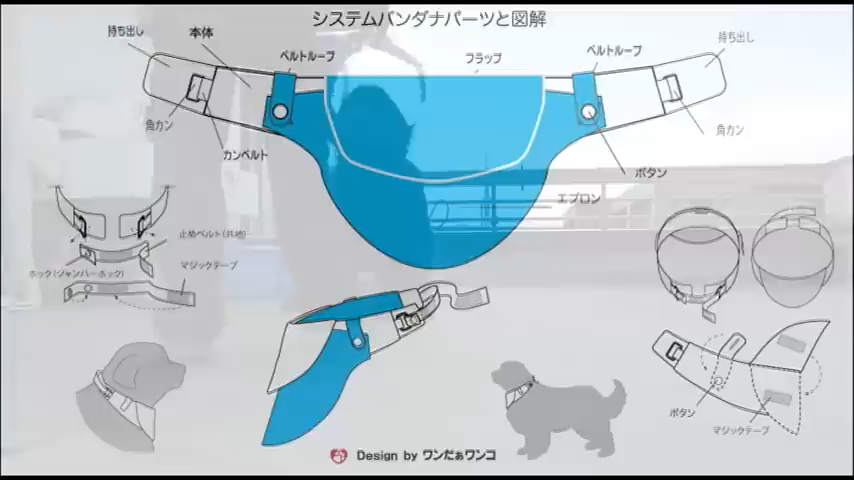 システムバンダナパーツと図解
持ち出し
本体
ベルトループ
フラップ
ベルトループ
持ち出し
角カン
カンベルト
ボタン
角カン
エプロン
止めベルト(共地)
ホック(ジャンパーホック)
マジックテープ
ボタン
マジックテープ
Design by ワンだぁワンコ